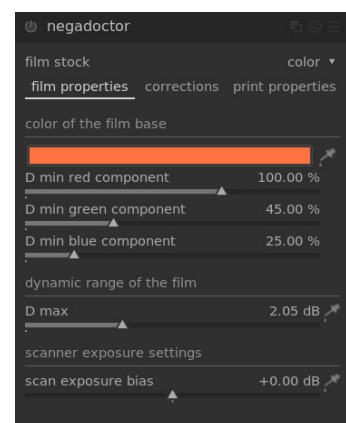 negadoctor
film stock color
film properties corrections print properties
color of the film base
D min red component 100.00 %
D min green component 45.00 %
D min blue component 25.00 %
dynamic range of the film
D max 2.05 dB
scanner exposure settings
scan exposure bias +0.00 dB